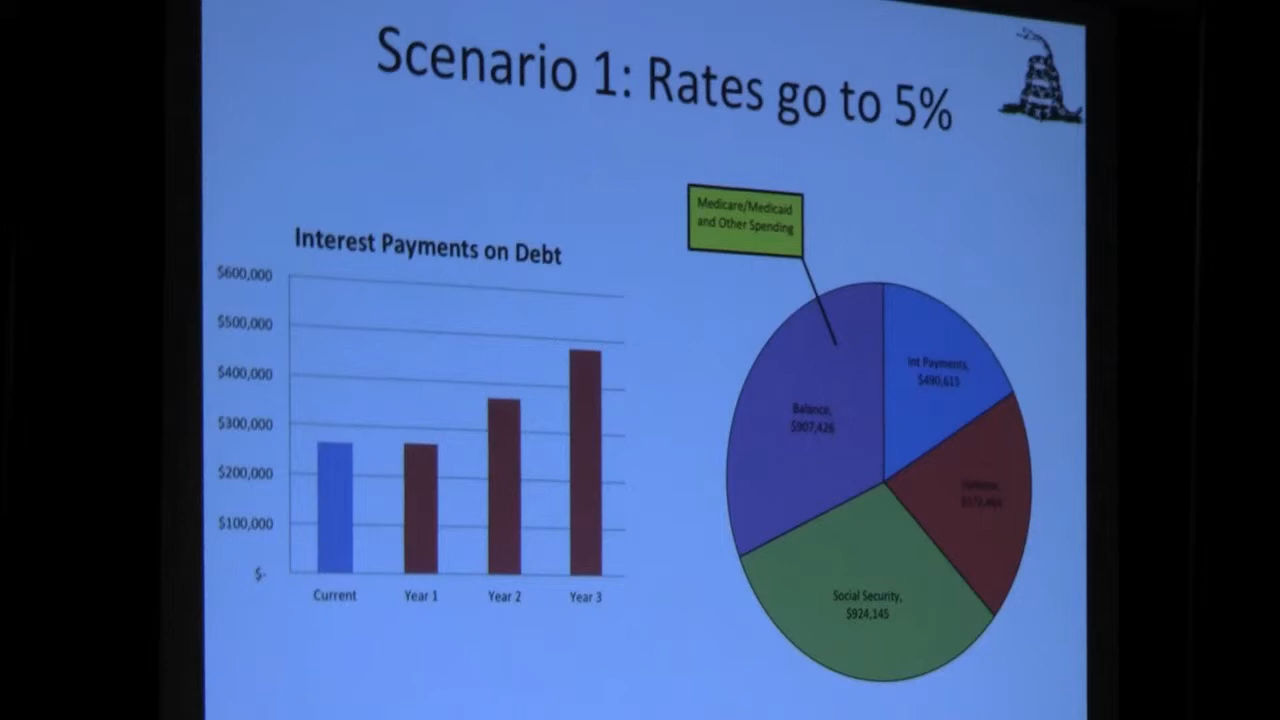 Scenario 1: Rates go to 5%
Medicare/Medicaid
and Other Spending
Interest Payments on Debt
$600,000
$500,000
$400,000
$300,000
$200,000
$100,000
$-
Current
Year 1
Year 2
Year 3
Int Payments,
$490,613
Balance,
$907,426
Social Security,
$924,145